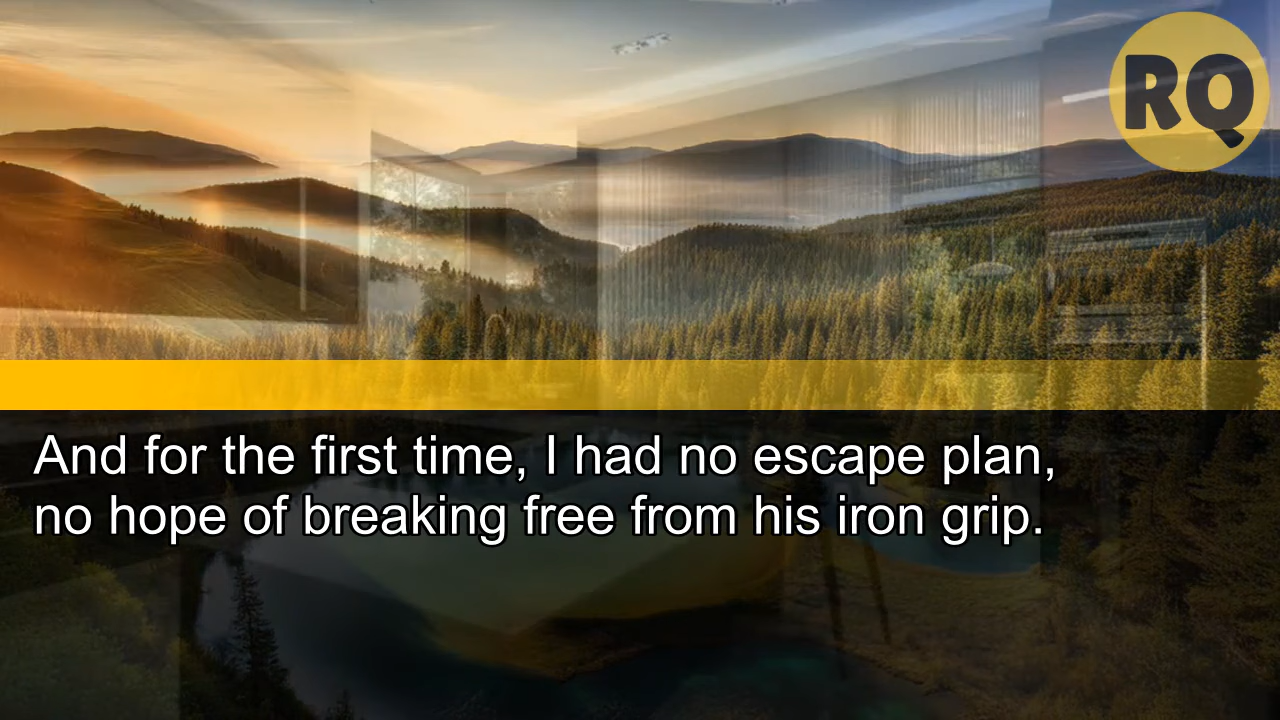 RQ
And for the first time, I had no escape plan,
no hope of breaking free from his iron grip.